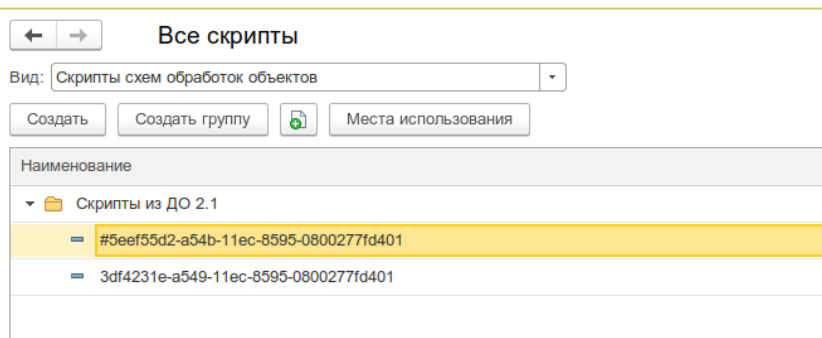 Все скрипты
Вид: Скрипты схем обработок объектов
Создать Создать группу Места использования
Наименование
Скрипты из ДО 2.1
#5eef55d2-a54b-11ec-8595-0800277fd401
3df4231e-a549-11ec-8595-0800277fd401